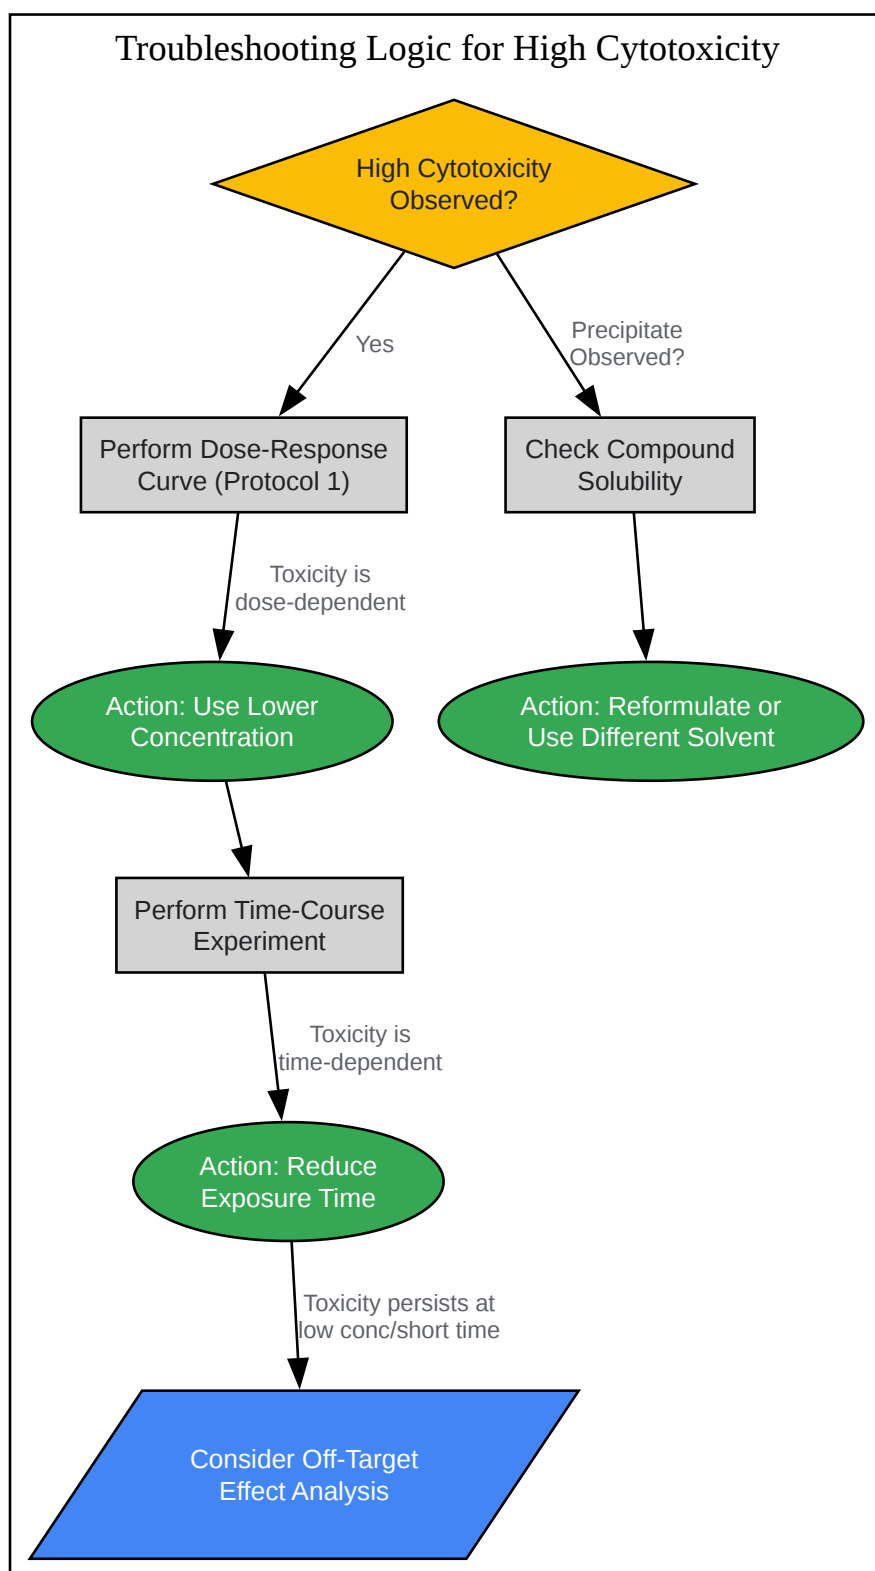 Troubleshooting Logic for High Cytotoxicity
High Cytotoxicity
Observed?
Yes
Precipitate
Observed?
Perform Dose-Response
Curve (Protocol 1)
Check Compound
Solubility
Toxicity is
dose-dependent
Action: Use Lower
Concentration
Action: Reformulate or
Use Different Solvent
Perform Time-Course
Experiment
Toxicity is
time-dependent
Action: Reduce
Exposure Time
Toxicity persists at
low conc/short time
Consider Off-Target
Effect Analysis